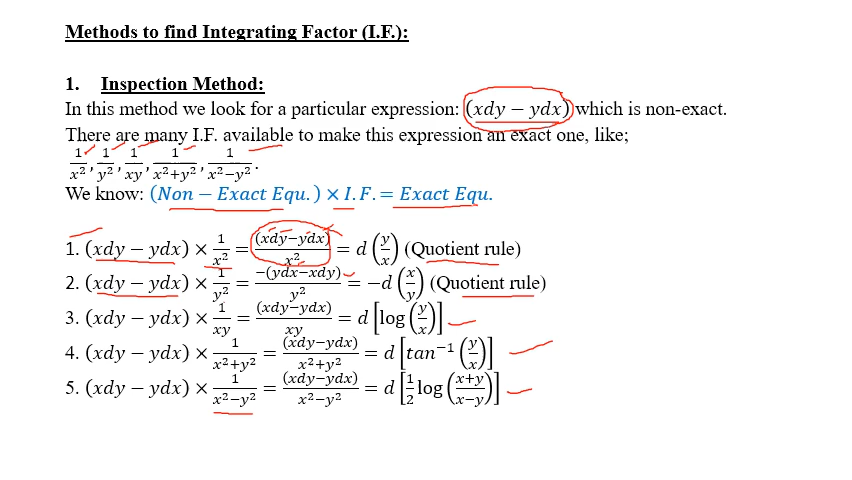 Methods to find Integrating Factor (I.F.):
1. Inspection Method:
In this method we look for a particular expression: (xdy − ydx) which is non-exact.
There are many I.F. available to make this expression an exact one, like;
1/x², 1/y², 1/xy, 1/x²+y², 1/x²−y².
We know: (Non − Exact Equ.) × I.F. = Exact Equ.
1. (xdy − ydx) × 1/x² = (xdy−ydx)/x² = d(y/x) (Quotient rule)
2. (xdy − ydx) × 1/y² = −(ydx−xdy)/y² = −d(x/y) (Quotient rule)
3. (xdy − ydx) × 1/xy = (xdy−ydx)/xy = d[log(y/x)]
4. (xdy − ydx) × 1/x²+y² = (xdy−ydx)/x²+y² = d[tan⁻¹(y/x)]
5. (xdy − ydx) × 1/x²−y² = (xdy−ydx)/x²−y² = d[1/2 log(x+y/x−y)]